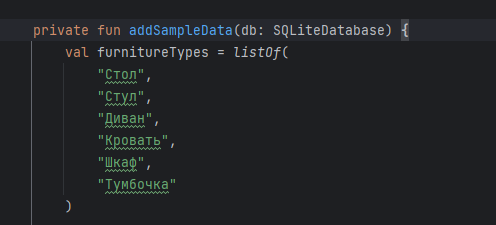 private fun addSampleData(db: SQLiteDatabase) {
val furnitureTypes = listOf(
"Стол",
"Стул",
"Диван",
"Кровать",
"Шкаф",
"Тумбочка"
)